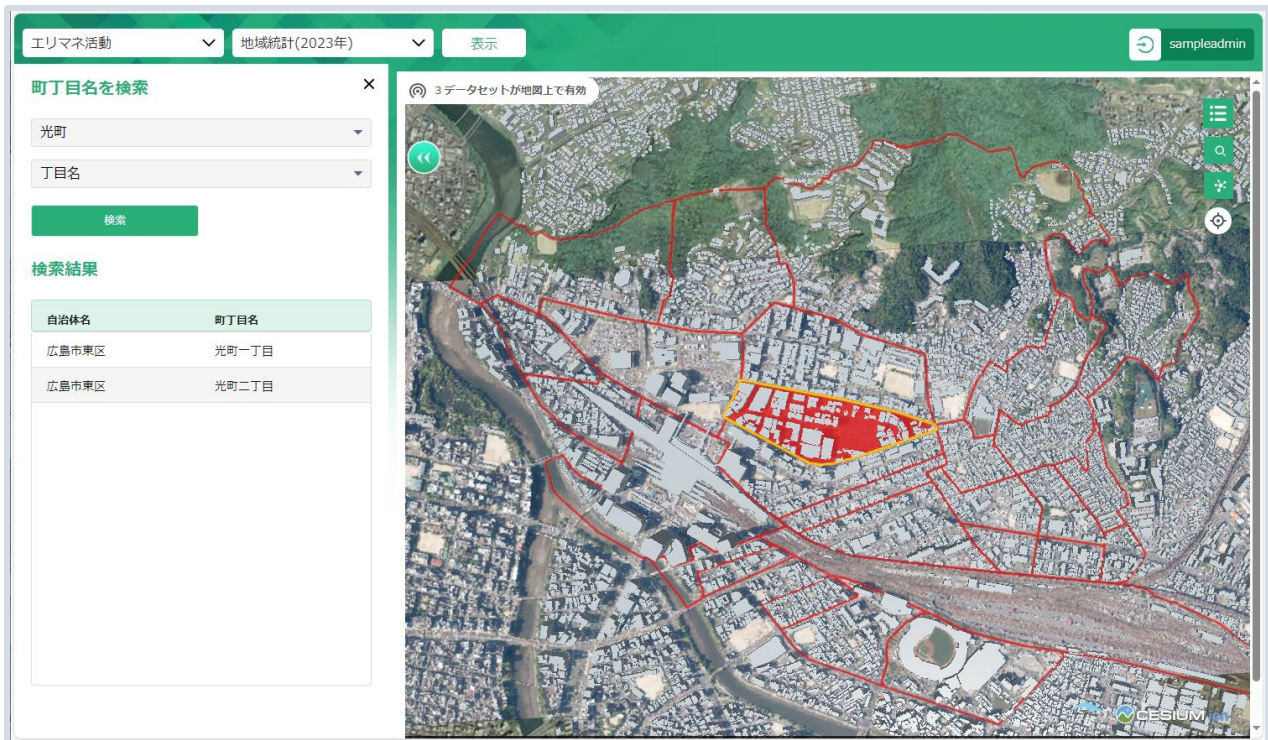 エリマネ活動
地域統計(2023年)
表示
sampleadmin
町丁目名を検索
×
光町
丁目名
検索
検索結果
自治体名 町丁目名
広島市東区 光町一丁目
広島市東区 光町二丁目
3データセットが地図上で有効
CESIUM ion